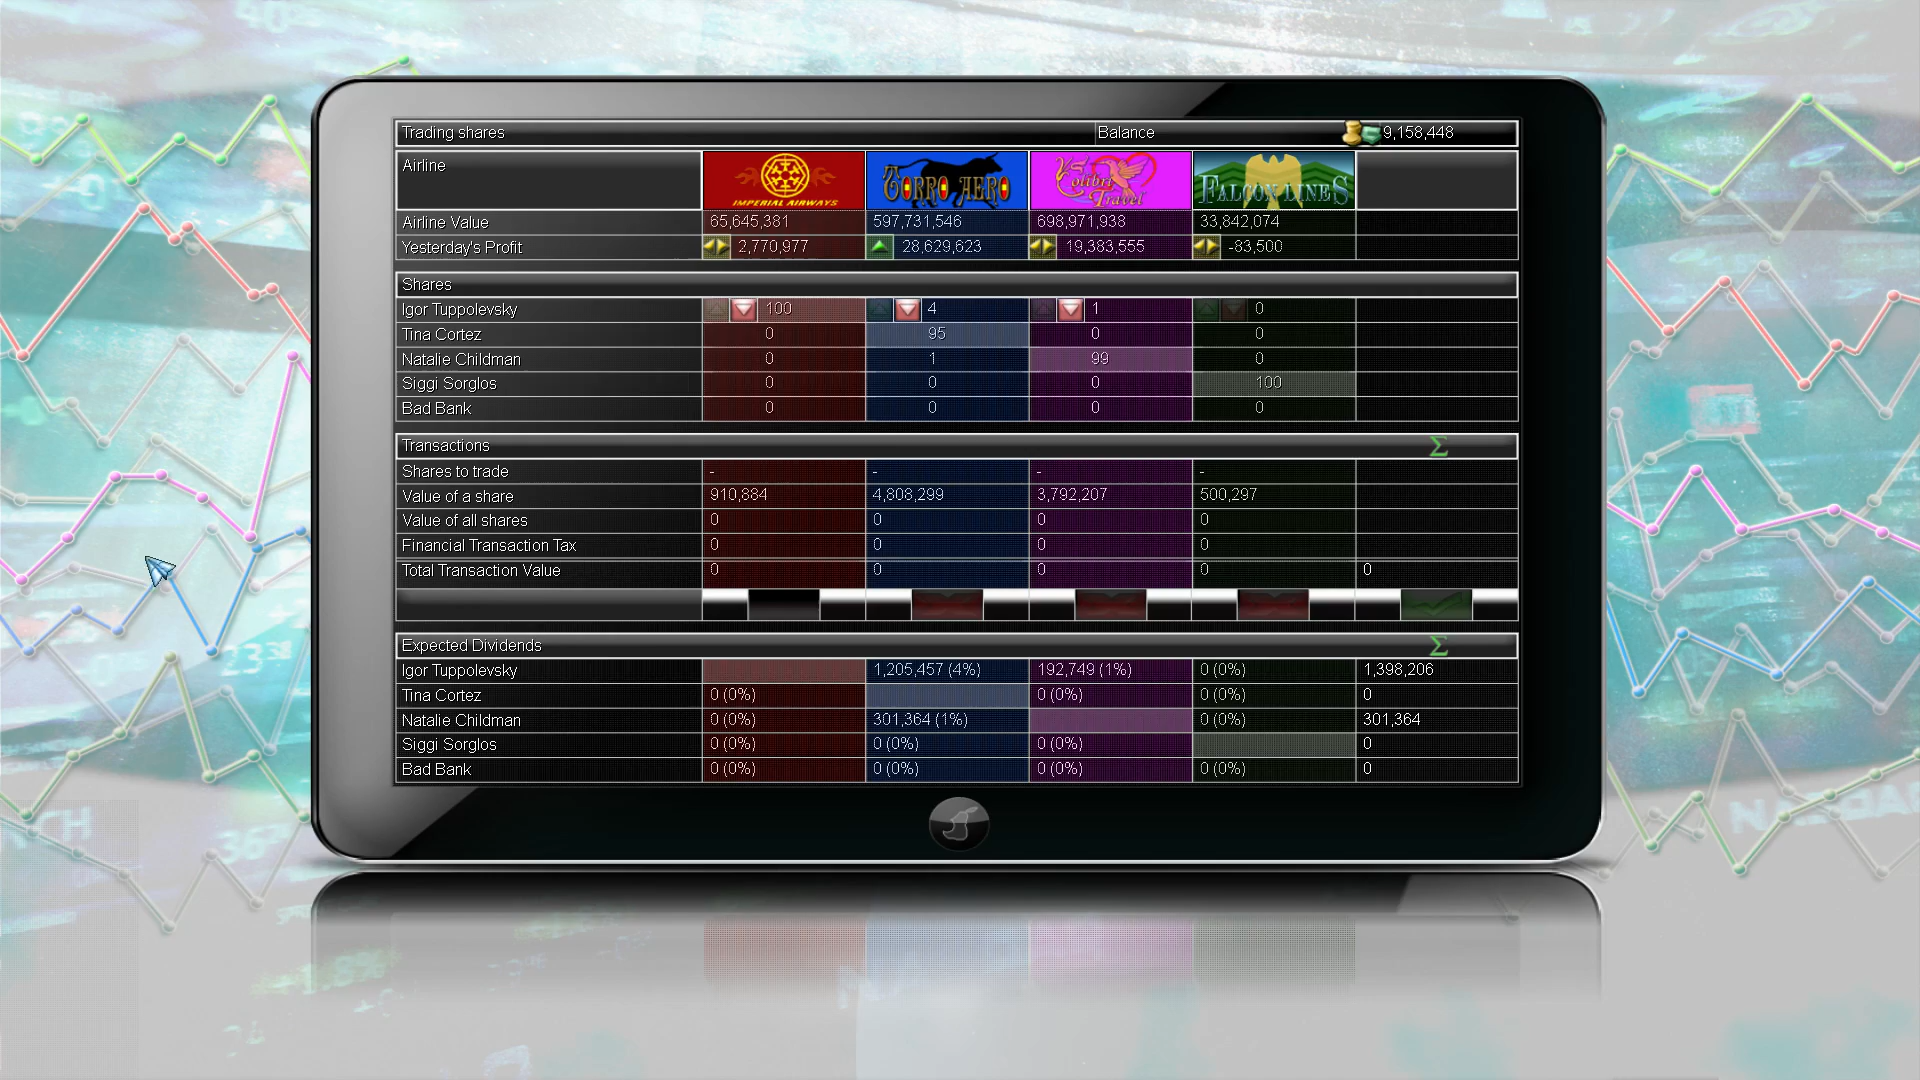 Trading shares Balance 9,158,448
Airline IMPERIAL AIRWAYS TORRO AERO Colibri Travel FALCON LINES
Airline Value 65,645,381 597,731,546 698,971,938 33,842,074
Yesterday's Profit 2,770,977 28,629,623 19,383,555 -83,500
Shares
Igor Tuppolevsky 100 4 1 0
Tina Cortez 0 95 0 0
Natalie Childman 0 1 99 0
Siggi Sorglos 0 0 0 100
Bad Bank 0 0 0 0
Transactions Σ
Shares to trade - - - -
Value of a share 910,884 4,808,299 3,792,207 500,297
Value of all shares 0 0 0 0
Financial Transaction Tax 0 0 0 0
Total Transaction Value 0 0 0 0 0
Expected Dividends Σ
Igor Tuppolevsky 1,205,457 (4%) 192,749 (1%) 0 (0%) 1,398,206
Tina Cortez 0 (0%) 0 (0%) 0 (0%) 0
Natalie Childman 0 (0%) 301,364 (1%) 0 (0%) 301,364
Siggi Sorglos 0 (0%) 0 (0%) 0 (0%) 0
Bad Bank 0 (0%) 0 (0%) 0 (0%) 0 (0%) 0